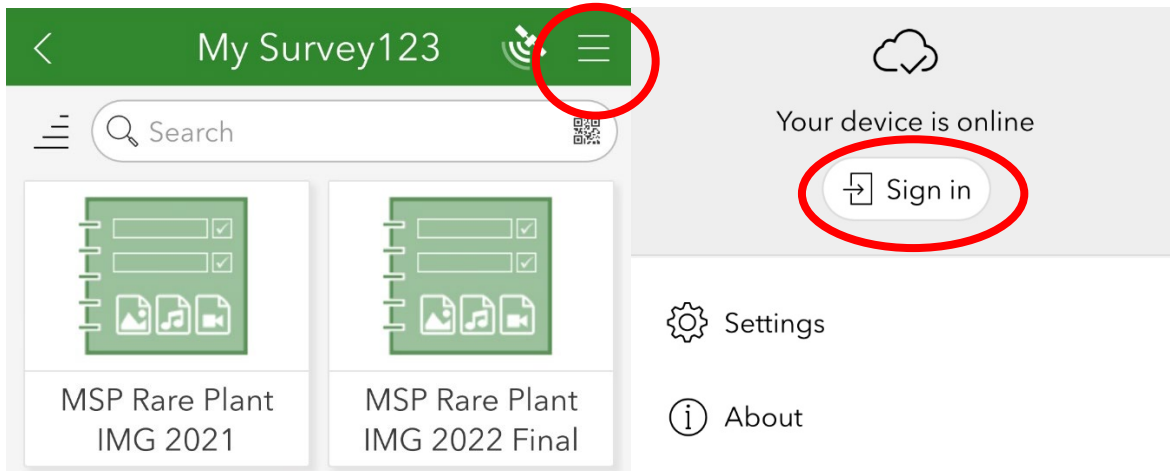 My Survey123
Search
MSP Rare Plant
IMG 2021
MSP Rare Plant
IMG 2022 Final
Your device is online
Sign in
Settings
About